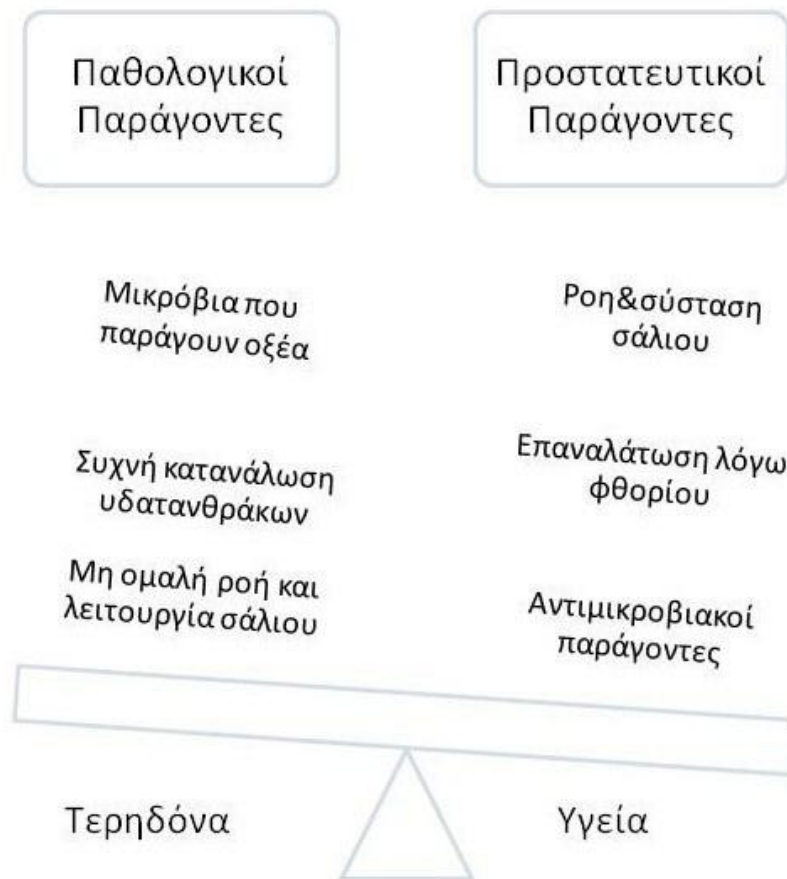 Παθολογικοί
Παράγοντες
Προστατευτικοί
Παράγοντες
Μικρόβια που
παράγουν οξέα
Συχνή κατανάλωση
υδατανθράκων
Μη ομαλή ροή και
λειτουργία σάλιου
Ροη&σύσταση
σάλιου
Επαναλάτωση λόγω
φθορίου
Αντιμικροβιακοί
παράγοντες
Τερηδόνα
Υγεία